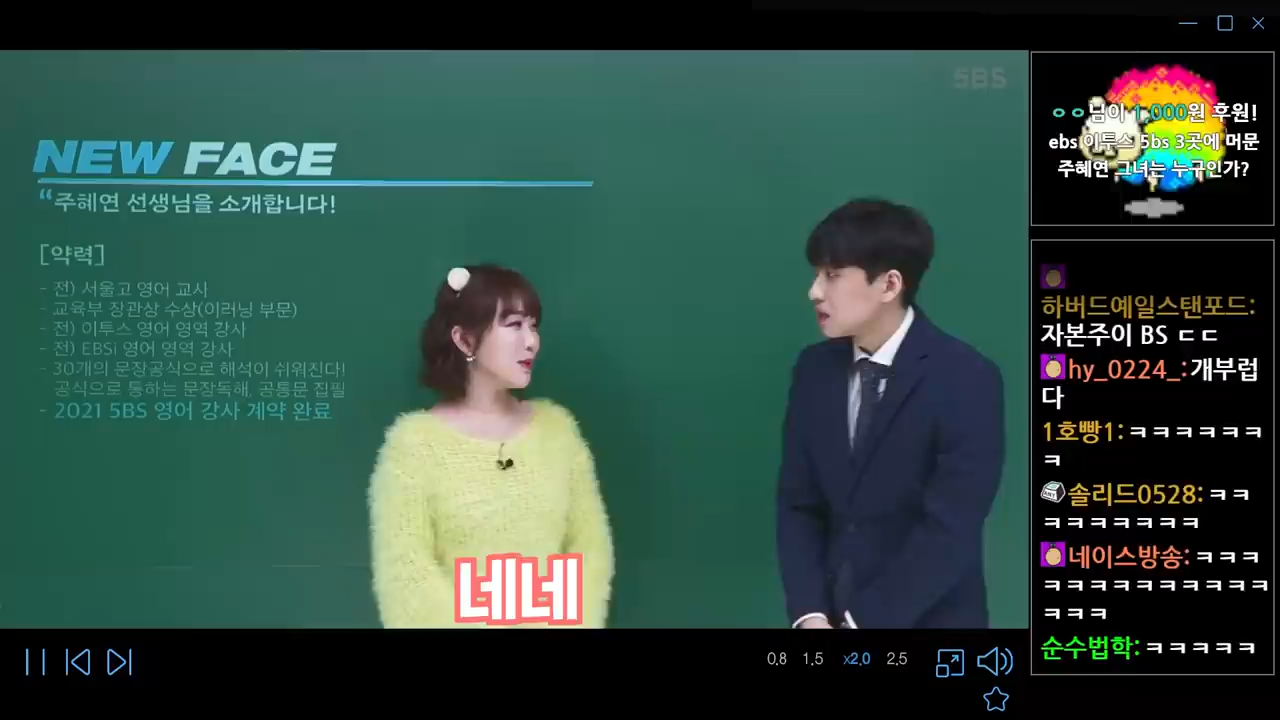 5BS
NEW FACE
“주혜연 선생님을 소개합니다!
[약력]
- 전) 서울고 영어 교사
- 교육부 장관상 수상(이러닝 부문)
- 전) 이투스 영어 영역 강사
- 전) EBSi 영어 영역 강사
- 30개의 문장공식으로 해석이 쉬워진다!
공식으로 통하는 문장독해, 공통문 집필
- 2021 5BS 영어 강사 계약 완료
네네
0.8 1.5 x2.0 2.5
ㅇㅇ님이 1,000원 후원!
ebs 이투스 5bs 3곳에 머문
주혜연 그녀는 누구인가?
하버드예일스탠포드:
자본주이 BS ㄷㄷ
hy_0224_: 개부럽
다
1호빵1: ㅋㅋㅋㅋㅋㅋ
ㅋ
솔리드0528: ㅋㅋ
ㅋㅋㅋㅋㅋㅋㅋ
네이스방송: ㅋㅋㅋ
ㅋㅋㅋㅋㅋㅋㅋㅋㅋㅋ
ㅋㅋㅋ
순수법학: ㅋㅋㅋㅋㅋ